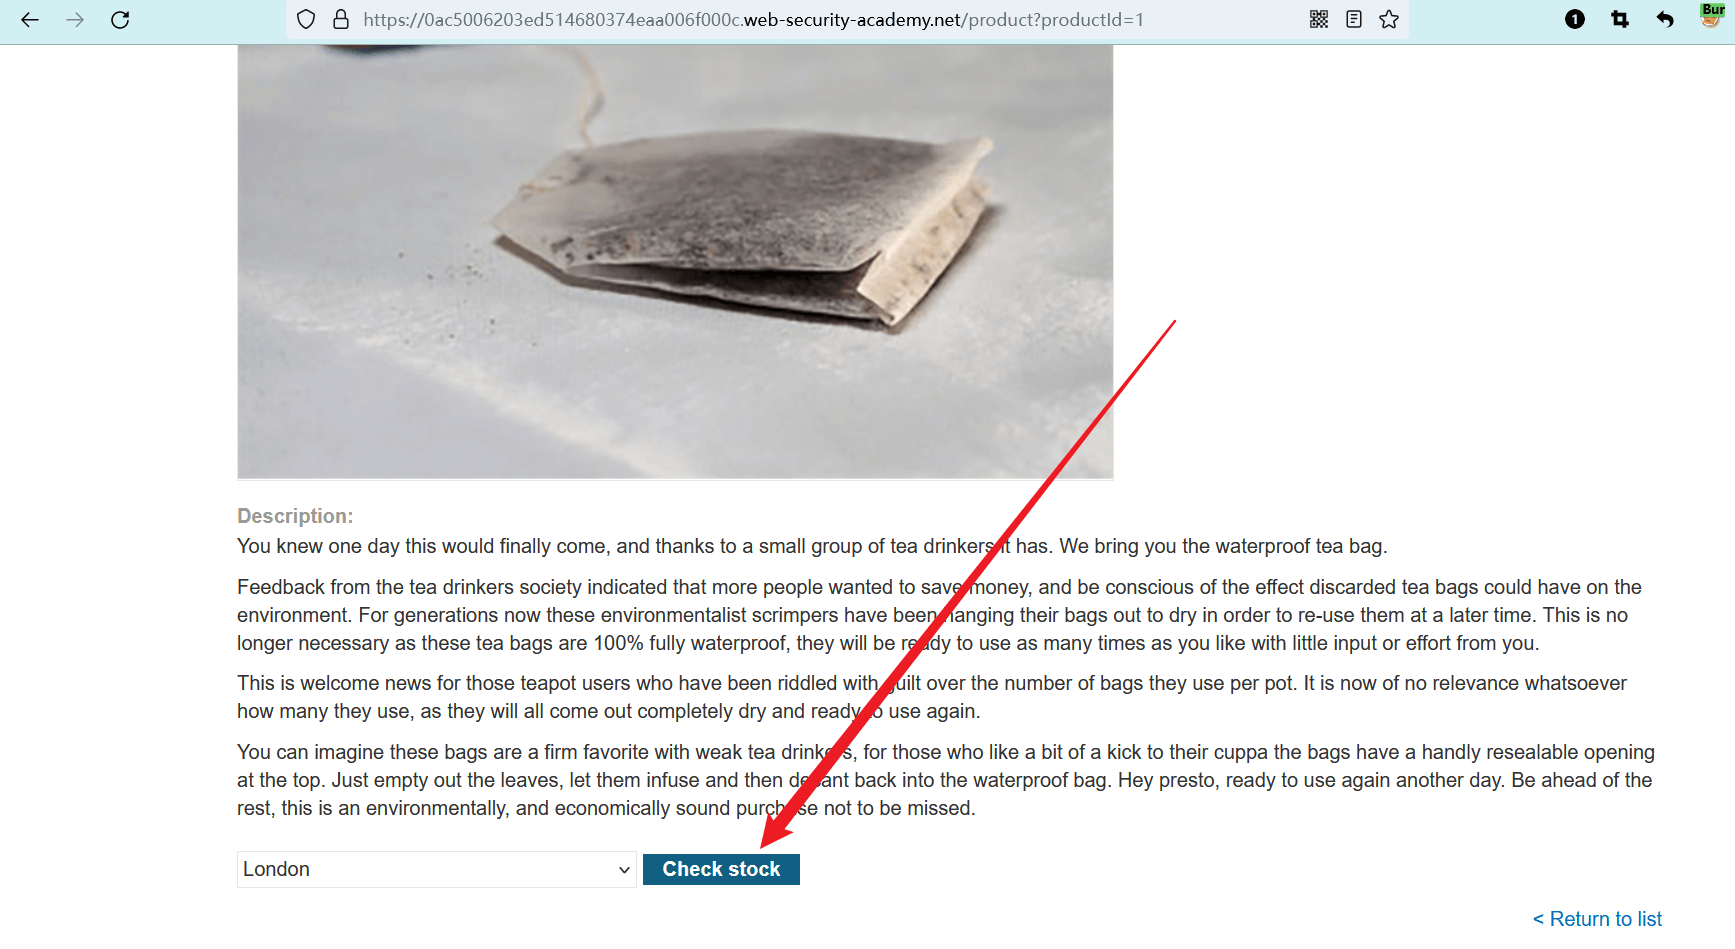 https://0ac5006203ed514680374eaa006f000c.web-security-academy.net/product?productId=1
1
Bur
Description:
You knew one day this would finally come, and thanks to a small group of tea drinkers it has. We bring you the waterproof tea bag.
Feedback from the tea drinkers society indicated that more people wanted to save money, and be conscious of the effect discarded tea bags could have on the
environment. For generations now these environmentalist scrimpers have been hanging their bags out to dry in order to re-use them at a later time. This is no
longer necessary as these tea bags are 100% fully waterproof, they will be ready to use as many times as you like with little input or effort from you.
This is welcome news for those teapot users who have been riddled with guilt over the number of bags they use per pot. It is now of no relevance whatsoever
how many they use, as they will all come out completely dry and ready to use again.
You can imagine these bags are a firm favorite with weak tea drinkers, for those who like a bit of a kick to their cuppa the bags have a handly resealable opening
at the top. Just empty out the leaves, let them infuse and then decant back into the waterproof bag. Hey presto, ready to use again another day. Be ahead of the
rest, this is an environmentally, and economically sound purchase not to be missed.
London
Check stock
< Return to list